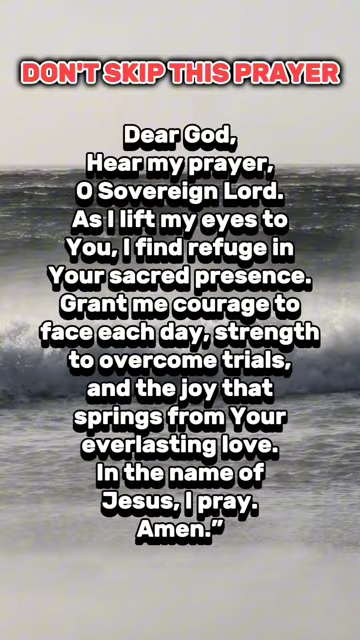 DON'T SKIP THIS PRAYER
Dear God,
Hear my prayer,
O Sovereign Lord.
As I lift my eyes to
You, I find refuge in
Your sacred presence.
Grant me courage to
face each day, strength
to overcome trials,
and the joy that
springs from Your
everlasting love.
In the name of
Jesus, I pray.
Amen.”